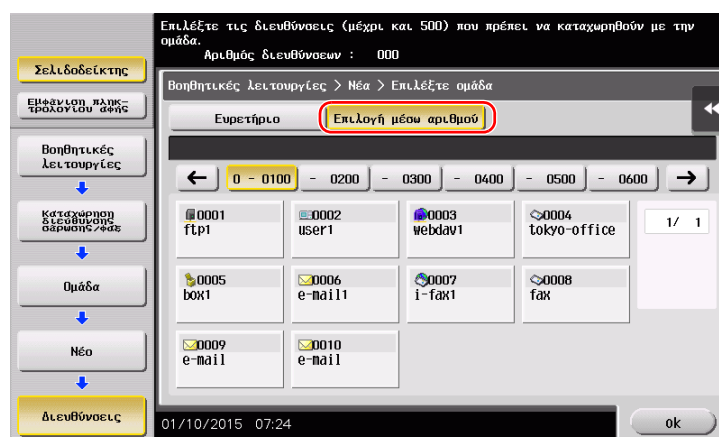 Επιλέξτε τις διευθύνσεις (μέχρι και 500) που πρέπει να καταχωρηθούν με την
ομάδα.
Αριθμός διευθύνσεων : 000
Σελιδοδείκτης
Εμφάνιση πληκ-
τρολογίου αφής
Βοηθητικές
λειτουργίες
Καταχώρηση
διεύθυνσης
σάρωσης/φαξ
Ομάδα
Νέο
Διευθύνσεις
Βοηθητικές λειτουργίες > Νέα > Επιλέξτε ομάδα
Ευρετήριο
Επιλογή μέσω αριθμού
← 0 - 0100 - 0200 - 0300 - 0400 - 0500 - 0600 →
0001 0002 0003 0004
ftp1 user1 webdav1 tokyo-office
1/ 1
0005 0006 0007 0008
box1 e-mail1 i-fax1 fax
0009 0010
e-mail e-mail
01/10/2015 07:24
ok